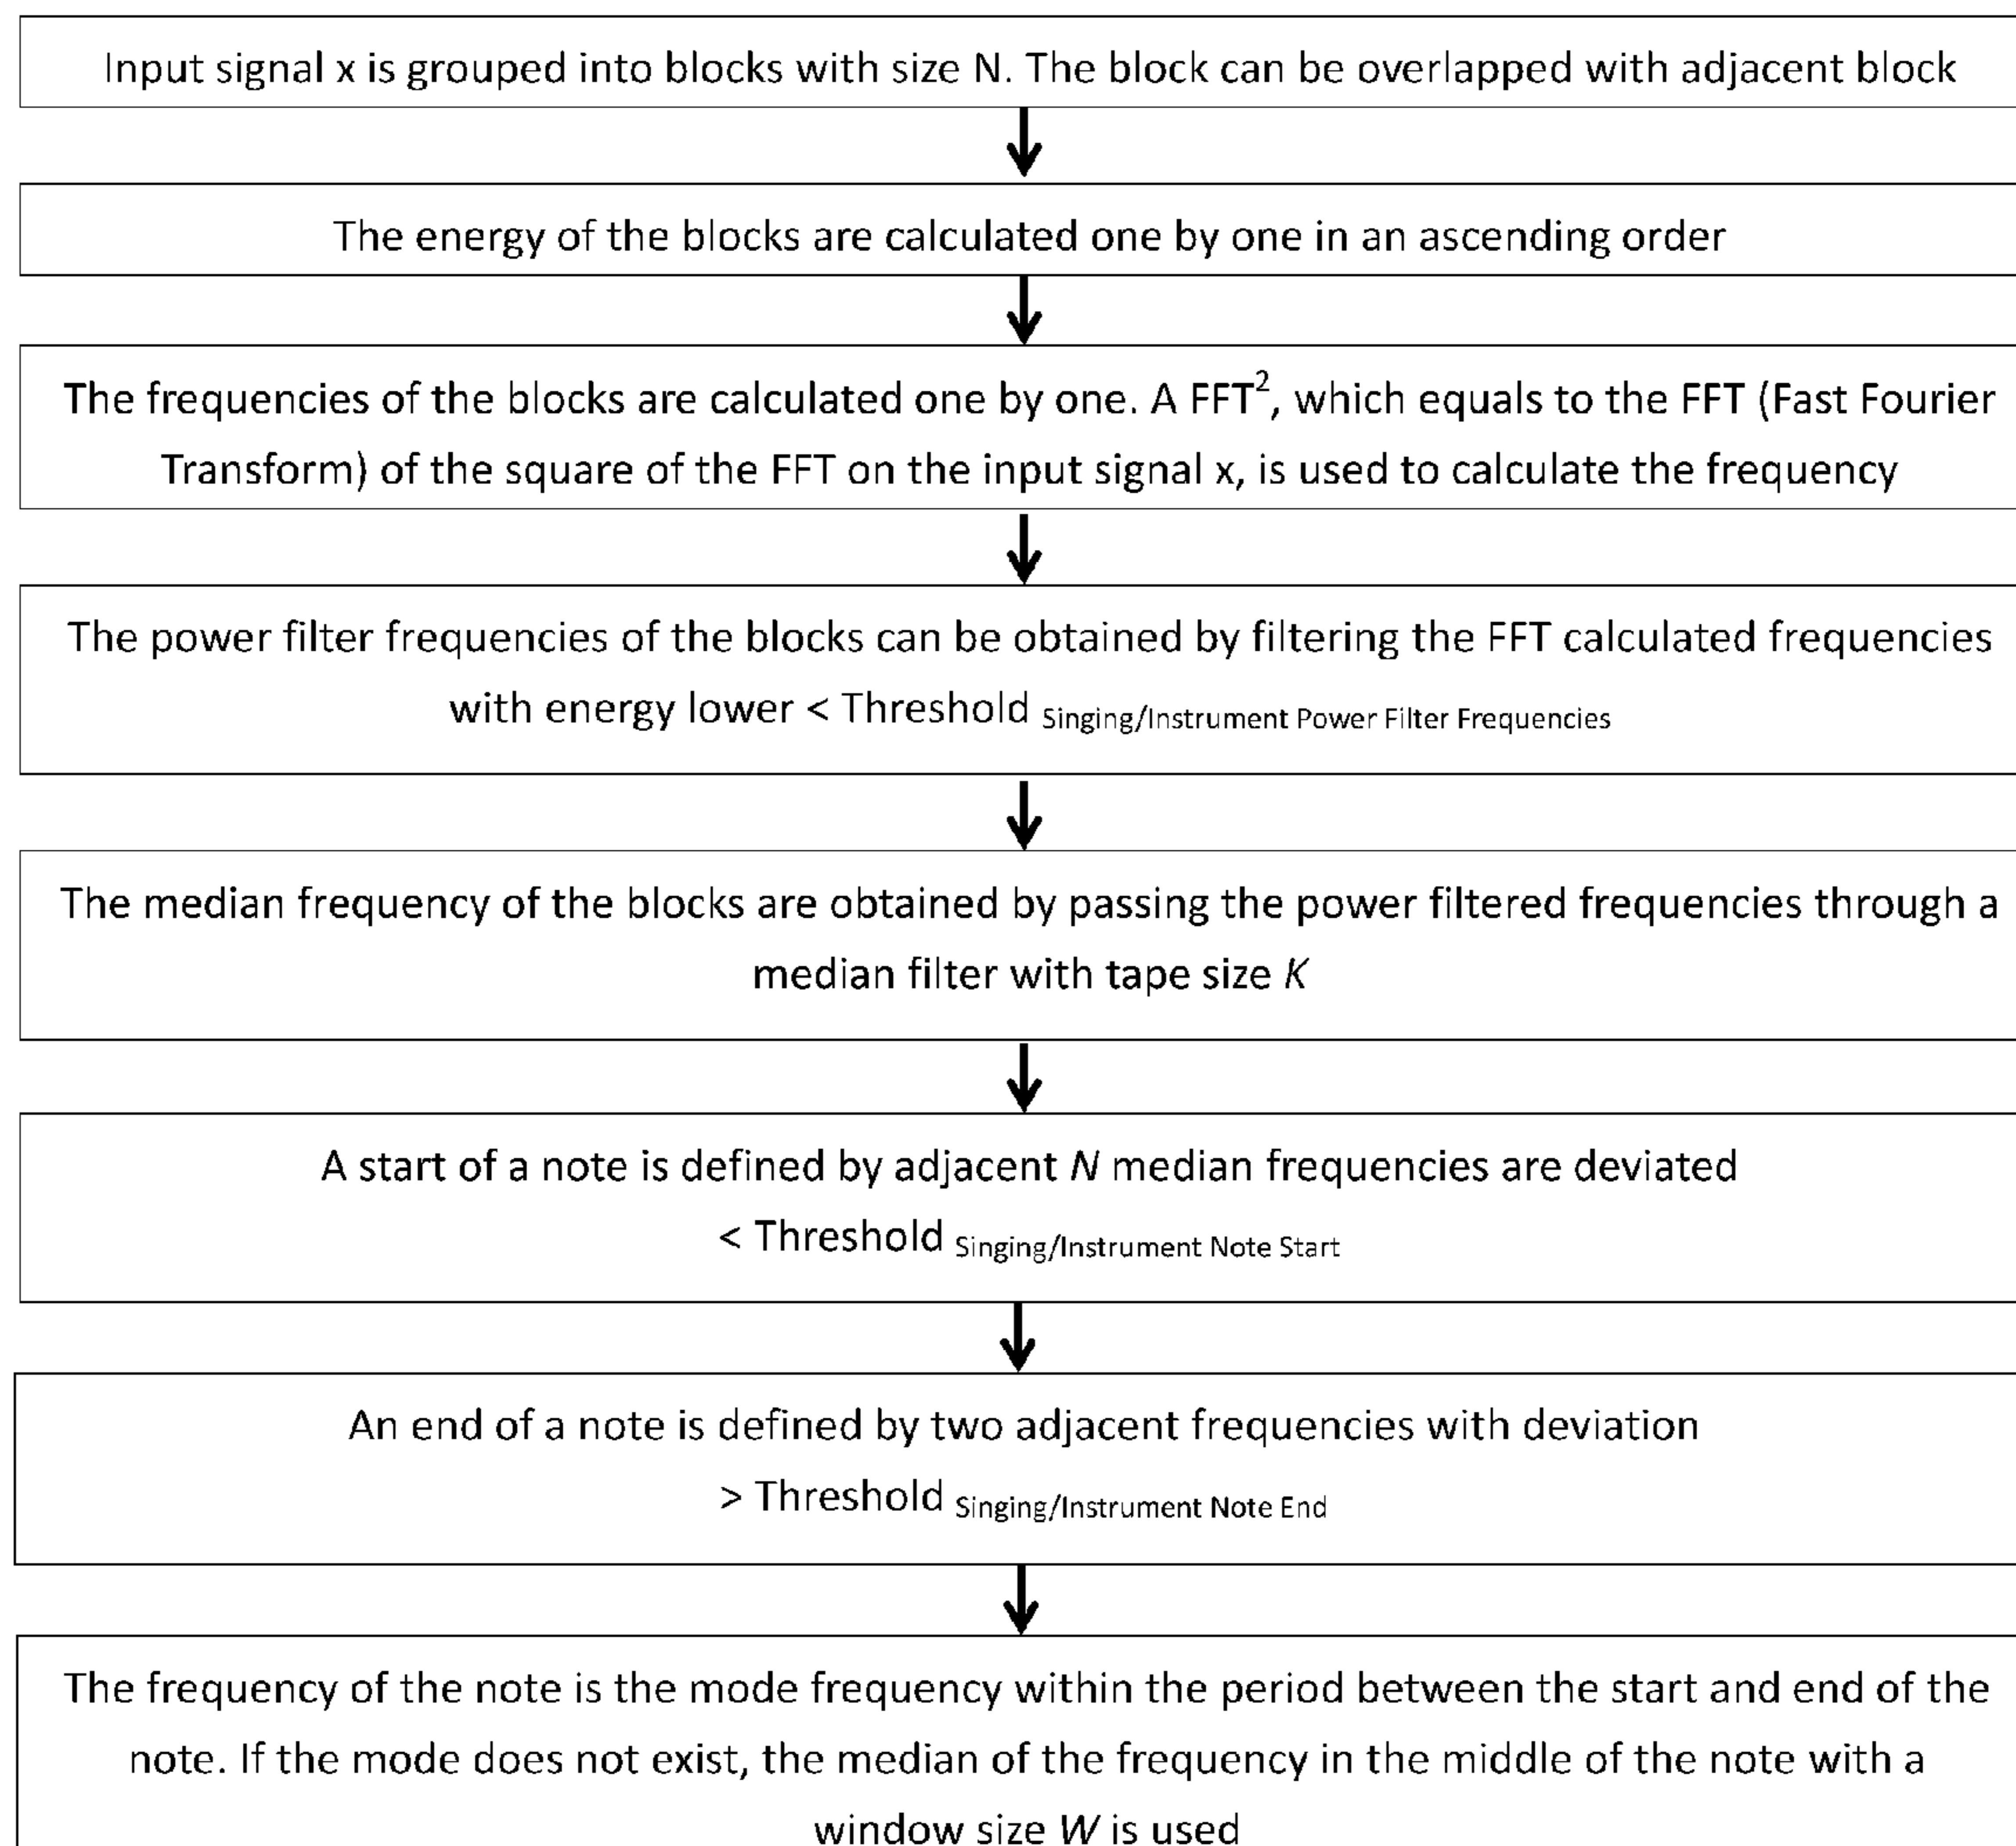 Input signal x is grouped into blocks with size N. The block can be overlapped with adjacent block
The energy of the blocks are calculated one by one in an ascending order
The frequencies of the blocks are calculated one by one. A FFT², which equals to the FFT (Fast Fourier
Transform) of the square of the FFT on the input signal x, is used to calculate the frequency
The power filter frequencies of the blocks can be obtained by filtering the FFT calculated frequencies
with energy lower < Threshold Singing/Instrument Power Filter Frequencies
The median frequency of the blocks are obtained by passing the power filtered frequencies through a
median filter with tape size K
A start of a note is defined by adjacent N median frequencies are deviated
< Threshold Singing/Instrument Note Start
An end of a note is defined by two adjacent frequencies with deviation
> Threshold Singing/Instrument Note End
The frequency of the note is the mode frequency within the period between the start and end of the
note. If the mode does not exist, the median of the frequency in the middle of the note with a
window size W is used